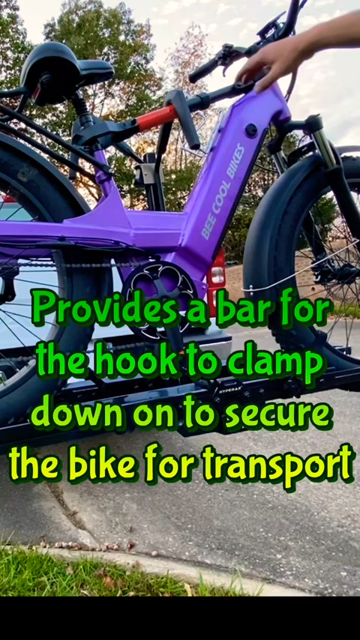 BEE COOL BIKES
Provides a bar for
the hook to clamp
down on to secure
the bike for transport